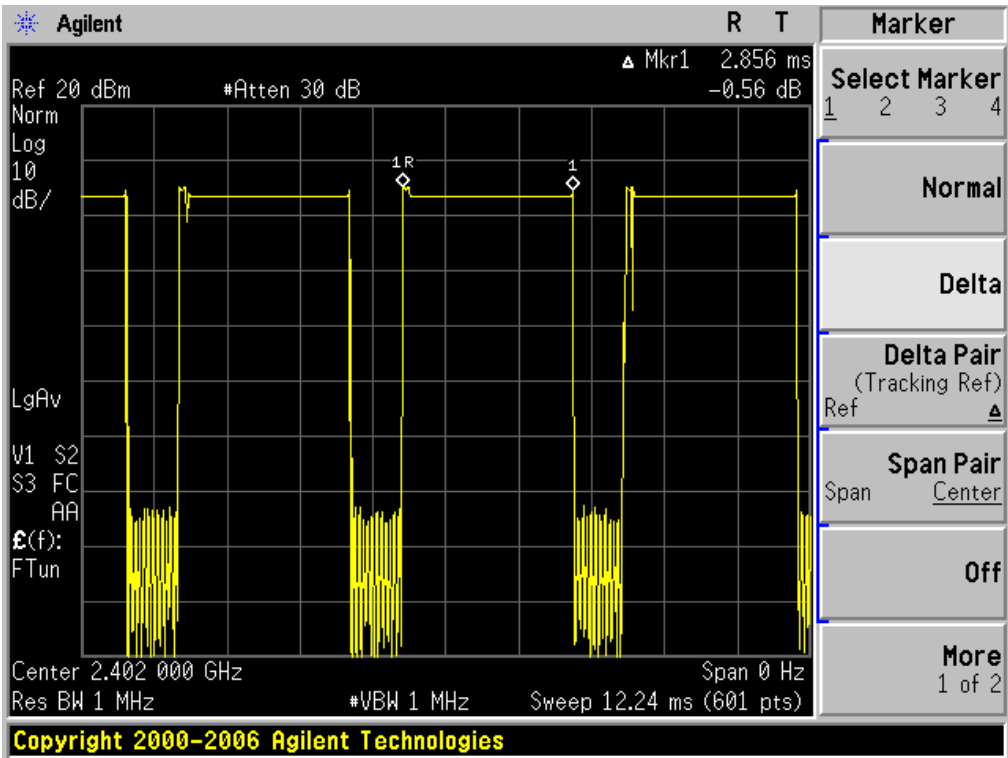 Agilent R T Marker
Δ Mkr1 2.856 ms
Ref 20 dBm #Atten 30 dB -0.56 dB
Norm
Log
10
dB/
1R
1
LgAv
V1 S2
S3 FC
AA
£(f):
FTun
Center 2.402 000 GHz Span 0 Hz
Res BW 1 MHz #VBW 1 MHz Sweep 12.24 ms (601 pts)
Select Marker
1 2 3 4
Normal
Delta
Delta Pair
(Tracking Ref)
Ref Δ
Span Pair
Span Center
Off
More
1 of 2
Copyright 2000-2006 Agilent Technologies